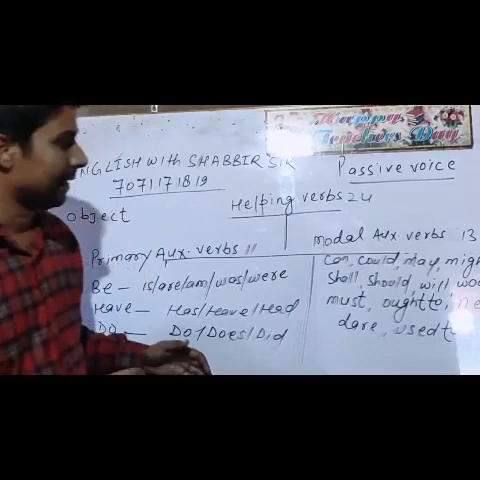 Happy
Teachers Day
ENGLISH WITH SHABBIR SIR
Passive voice
7071171819
Helping verbs 24
object
Primary Aux. verbs 11
modal Aux. verbs 13
Be – is/are/am/was/were
can, could, may, migh
Have – Has/Have/Had
shall, should, will, wou
DO – DO/Does/Did
must, ought to, ne
dare, used t